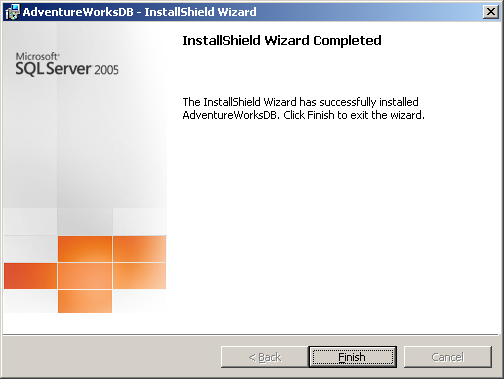 AdventureWorksDB - InstallShield Wizard
InstallShield Wizard Completed
Microsoft®
SQL Server 2005
The InstallShield Wizard has successfully installed
AdventureWorksDB. Click Finish to exit the wizard.
< Back
Finish
Cancel